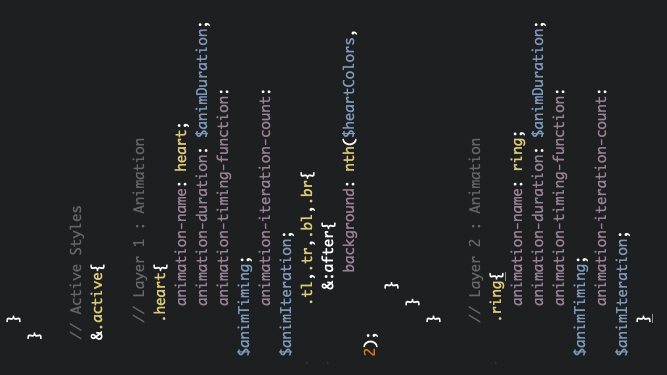 }
}
// Active Styles
&.active{
// Layer 1 : Animation
.heart{
animation-name: heart;
animation-duration: $animDuration;
animation-timing-function:
$animTiming;
animation-iteration-count:
$animIteration;
.tl,.tr,.bl,.br{
&:after{
background: nth($heartColors,
2);
}
}
}
// Layer 2 : Animation
.ring{
animation-name: ring;
animation-duration: $animDuration;
animation-timing-function:
$animTiming;
animation-iteration-count:
$animIteration;
}